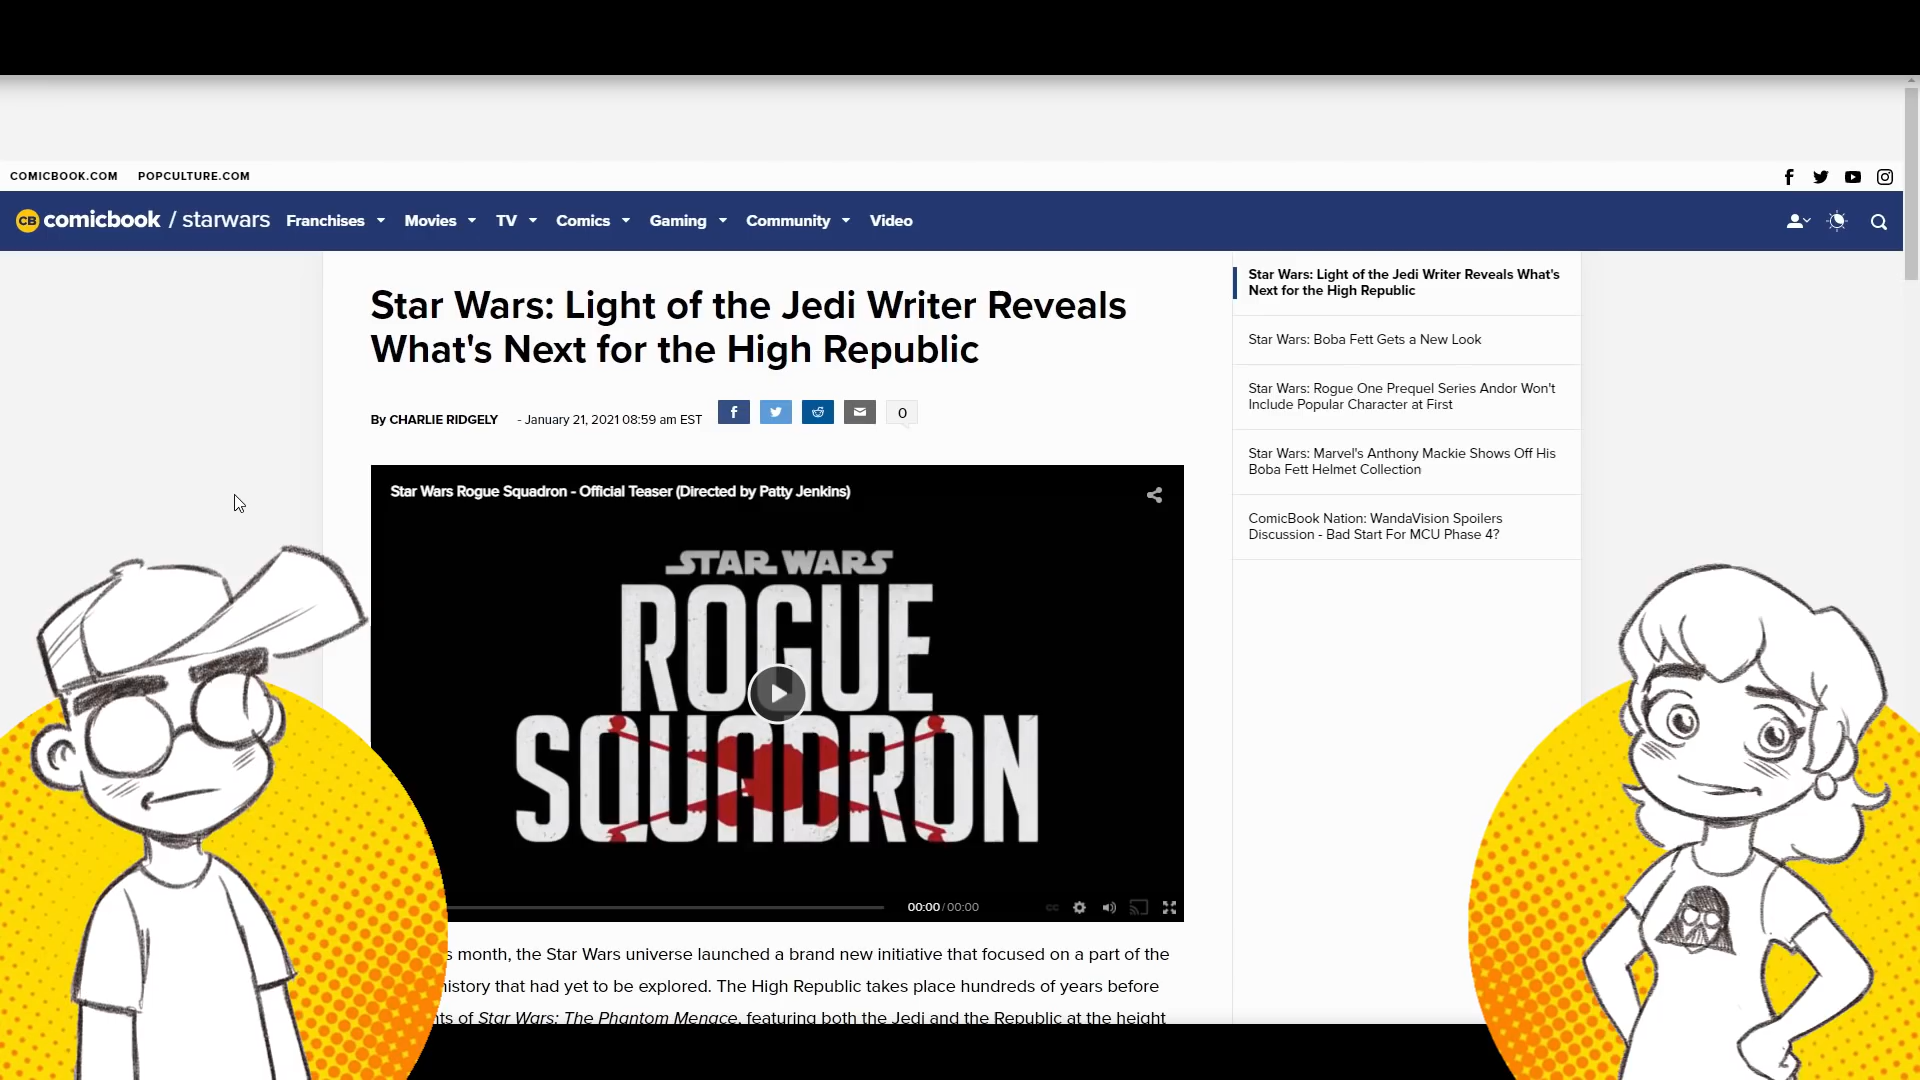 COMICBOOK.COM POPCULTURE.COM
CB comicbook / starwars Franchises Movies TV Comics Gaming Community Video
Star Wars: Light of the Jedi Writer Reveals
What's Next for the High Republic
By CHARLIE RIDGELY - January 21, 2021 08:59 am EST 0
Star Wars Rogue Squadron - Official Teaser (Directed by Patty Jenkins)
STAR WARS
ROGUE
SQUADRON
00:00/00:00
CC
s month, the Star Wars universe launched a brand new initiative that focused on a part of the
history that had yet to be explored. The High Republic takes place hundreds of years before
nts of Star Wars: The Phantom Menace, featuring both the Jedi and the Republic at the height
Star Wars: Light of the Jedi Writer Reveals What's
Next for the High Republic
Star Wars: Boba Fett Gets a New Look
Star Wars: Rogue One Prequel Series Andor Won't
Include Popular Character at First
Star Wars: Marvel's Anthony Mackie Shows Off His
Boba Fett Helmet Collection
ComicBook Nation: WandaVision Spoilers
Discussion - Bad Start For MCU Phase 4?